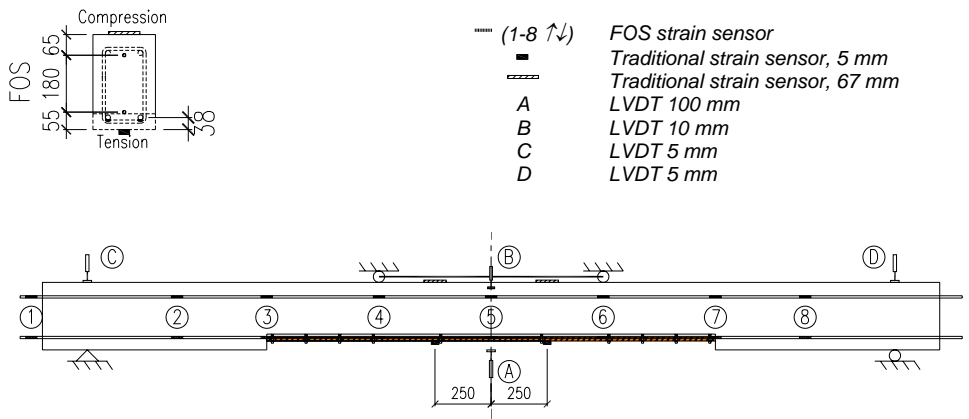 Compression
FOS
65
180
55
38
Tension
(1-8 ↑↓) FOS strain sensor
Traditional strain sensor, 5 mm
Traditional strain sensor, 67 mm
A LVDT 100 mm
B LVDT 10 mm
C LVDT 5 mm
D LVDT 5 mm
C B D
1 2 3 4 5 6 7 8
A
250 250